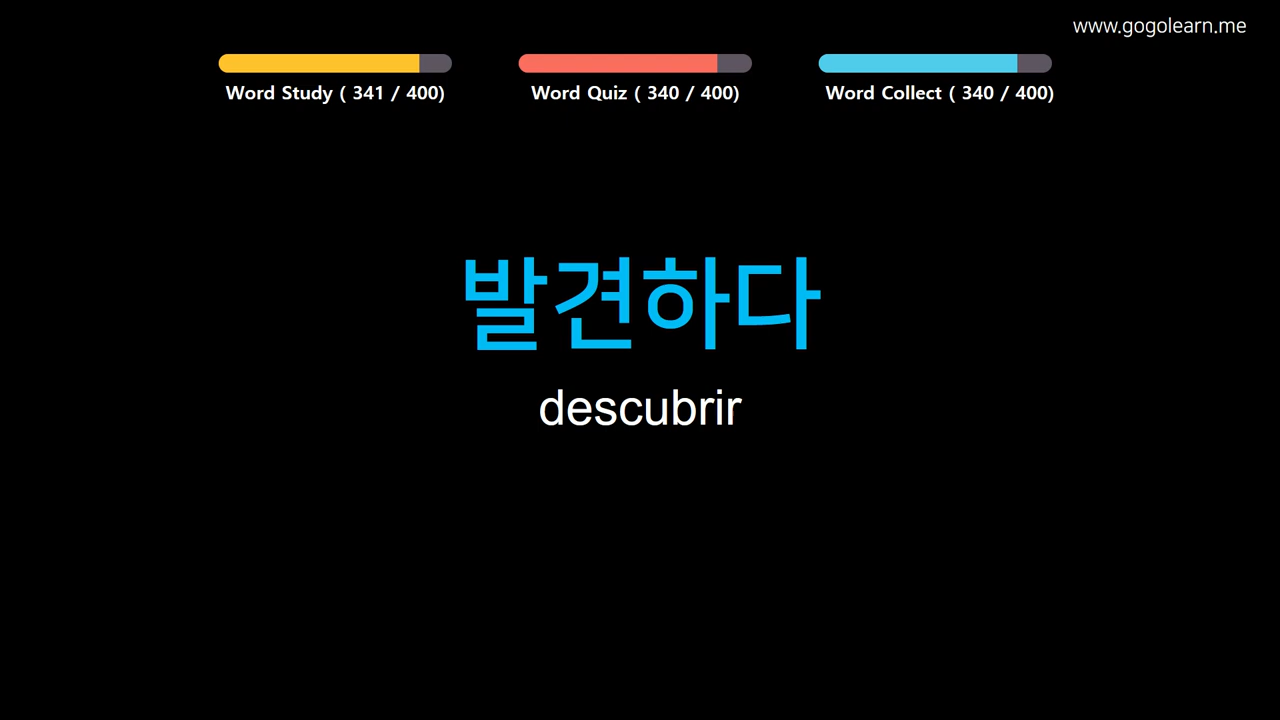 www.gogolearn.me
Word Study ( 341 / 400)
Word Quiz ( 340 / 400)
Word Collect ( 340 / 400)
발견하다
descubrir